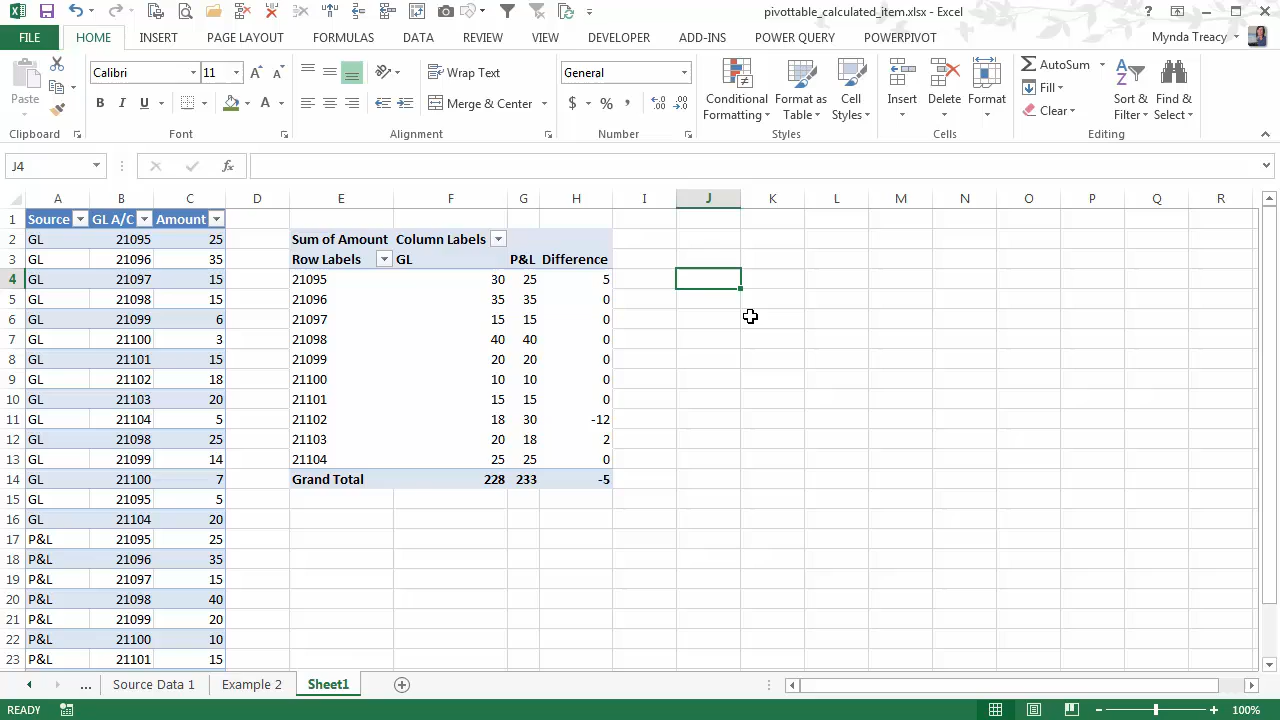 pivottable_calculated_item.xlsx - Excel
FILE HOME INSERT PAGE LAYOUT FORMULAS DATA REVIEW VIEW DEVELOPER ADD-INS POWER QUERY POWERPIVOT Mynda Treacy
Paste
Clipboard
Calibri 11
B I U
Font
Wrap Text
Merge & Center
Alignment
General
$ % ,
Number
Conditional Formatting
Format as Table
Cell Styles
Styles
Insert Delete Format
Cells
AutoSum
Fill
Clear
Sort & Filter
Find & Select
Editing
J4 fx
A B C D E F G H I J K L M N O P Q R
1 Source GL A/C Amount
2 GL 21095 25 Sum of Amount Column Labels
3 GL 21096 35 Row Labels GL P&L Difference
4 GL 21097 15 21095 30 25 5
5 GL 21098 15 21096 35 35 0
6 GL 21099 6 21097 15 15 0
7 GL 21100 3 21098 40 40 0
8 GL 21101 15 21099 20 20 0
9 GL 21102 18 21100 10 10 0
10 GL 21103 20 21101 15 15 0
11 GL 21104 5 21102 18 30 -12
12 GL 21098 25 21103 20 18 2
13 GL 21099 14 21104 25 25 0
14 GL 21100 7 Grand Total 228 233 -5
15 GL 21095 5
16 GL 21104 20
17 P&L 21095 25
18 P&L 21096 35
19 P&L 21097 15
20 P&L 21098 40
21 P&L 21099 20
22 P&L 21100 10
23 P&L 21101 15
... Source Data 1 Example 2 Sheet1
READY 100%